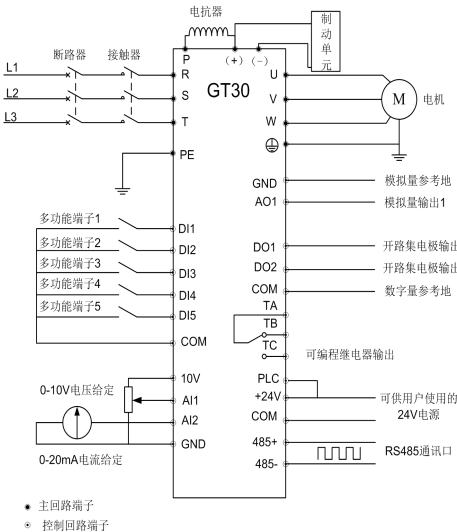 电抗器
制动单元
断路器
接触器
P
(+)
(-)
L1
R
U
GT30
L2
S
V
M
电机
L3
T
W
PE
GND
模拟量参考地
AO1
模拟量输出1
多功能端子1
DI1
多功能端子2
DI2
DO1
开路集电极输出
多功能端子3
DI3
DO2
开路集电极输出
多功能端子4
DI4
COM
数字量参考地
多功能端子5
DI5
TA
TB
COM
TC
可编程继电器输出
10V
PLC
0-10V电压给定
AI1
+24V
可供用户使用的
24V电源
AI2
COM
GND
485+
RS485通讯口
0-20mA电流给定
485-
主回路端子
控制回路端子